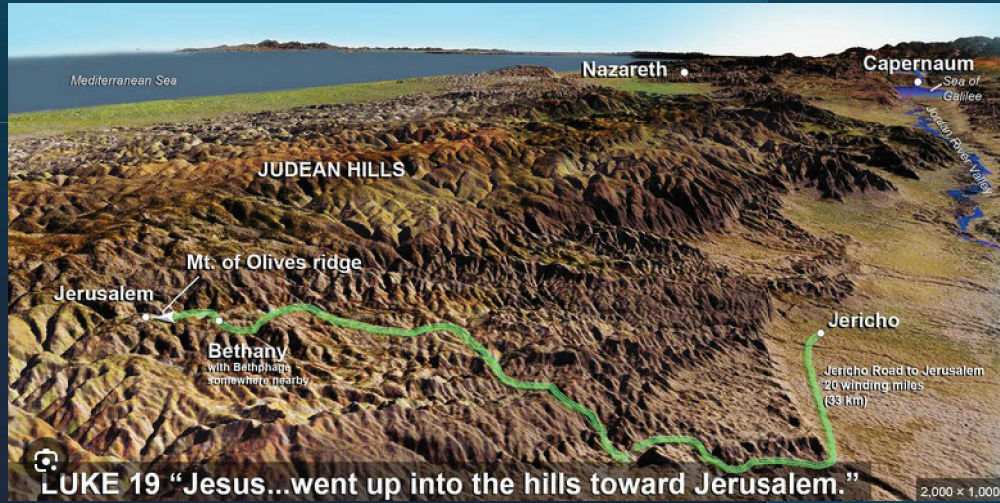 Mediterranean Sea
Nazareth
Capernaum
Sea of
Galilee
Jordan River Valley
JUDEAN HILLS
Mt. of Olives ridge
Jerusalem
Bethany
with Bethphage
somewhere nearby
Jericho
Jericho Road to Jerusalem
20 winding miles
(33 km)
LUKE 19 “Jesus...went up into the hills toward Jerusalem.”
2,000 × 1,000